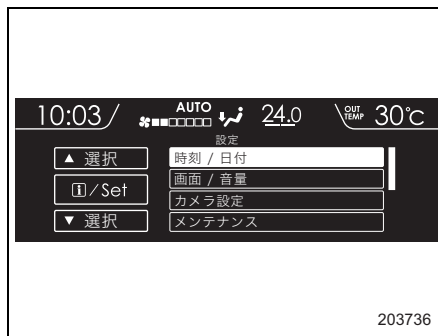 10:03 AUTO 24.0 OUT TEMP 30℃
設定
▲ 選択
時刻 / 日付
画面 / 音量
i/Set
カメラ設定
▼ 選択
メンテナンス
203736